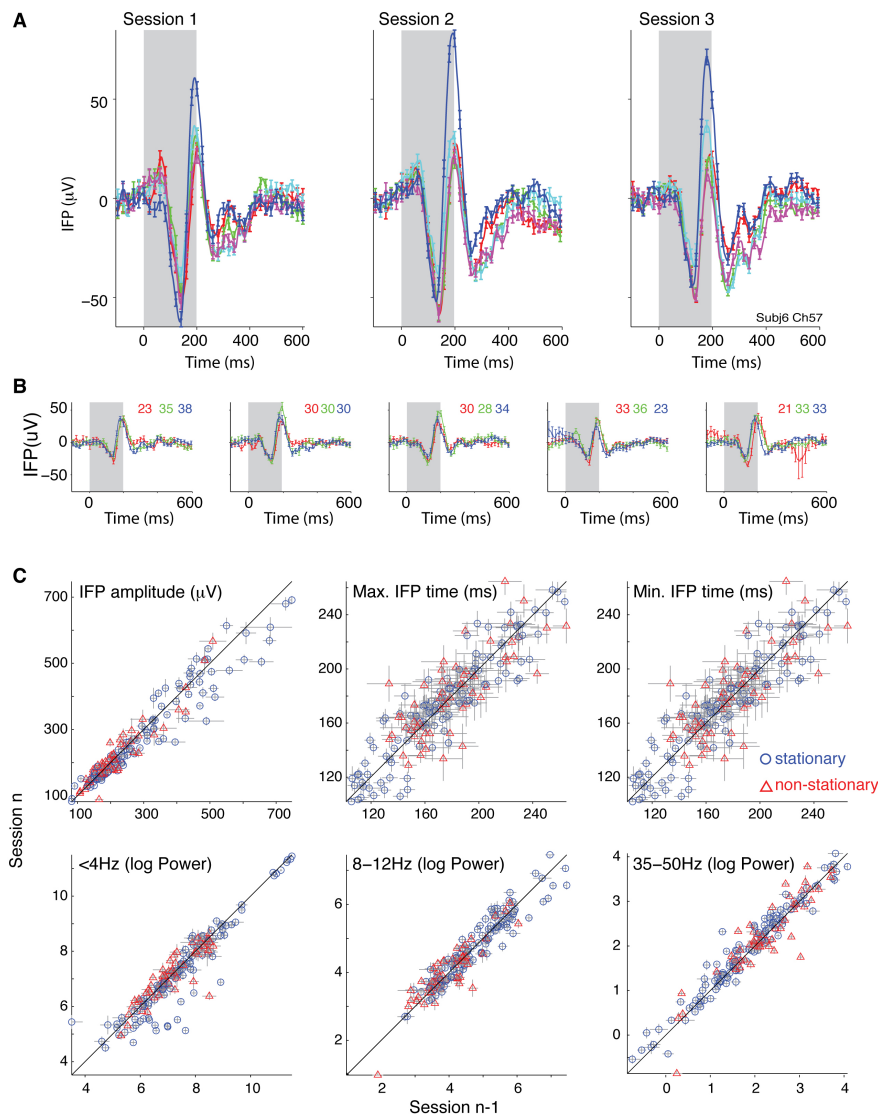 A
Session 1
Session 2
Session 3
IFP (μV)
50
0
−50
Subj6 Ch57
0 200 400 600
0 200 400 600
0 200 400 600
Time (ms)
Time (ms)
Time (ms)
B
IFP(uV)
50
0
−50
23 35 38
30 30 30
30 28 34
33 36 23
21 33 33
0 600
0 600
0 600
0 600
0 600
Time (ms)
Time (ms)
Time (ms)
Time (ms)
Time (ms)
C
Session n
IFP amplitude (μV)
700
500
300
100
100 300 500 700
Max. IFP time (ms)
240
200
160
120
120 160 200 240
Min. IFP time (ms)
240
200
160
120
stationary
non-stationary
120 160 200 240
<4Hz (log Power)
10
8
6
4
4 6 8 10
8−12Hz (log Power)
6
4
2
2 4 6
35−50Hz (log Power)
4
3
2
1
0
0 1 2 3 4
Session n-1